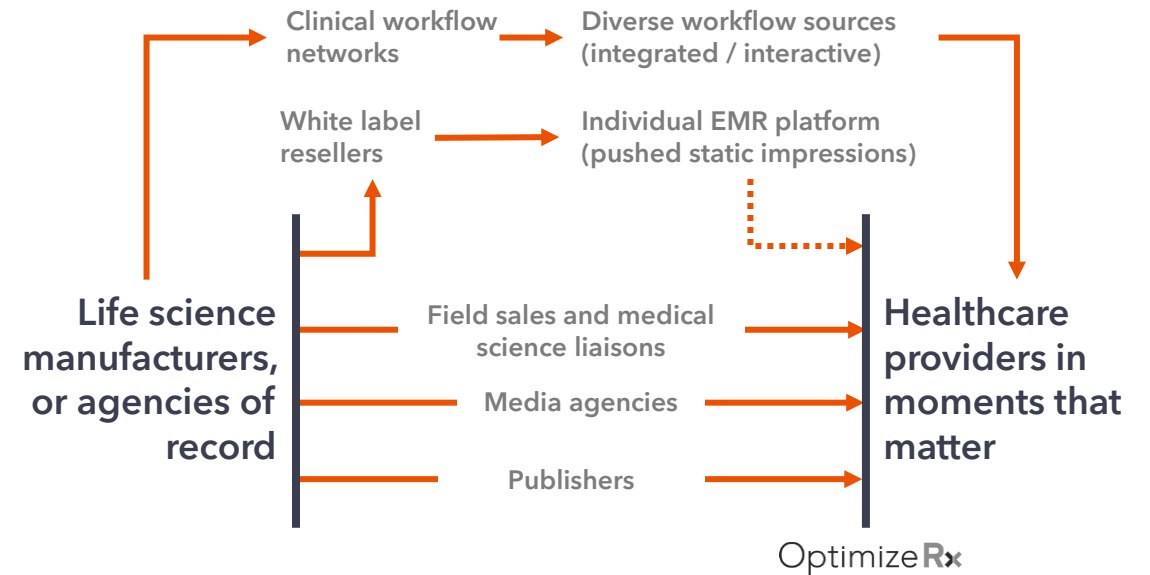 Clinical workflow
networks
Diverse workflow sources
(integrated / interactive)
White label
resellers
Individual EMR platform
(pushed static impressions)
Life science
manufacturers,
or agencies of
record
Field sales and medical
science liaisons
Media agencies
Publishers
Healthcare
providers in
moments that
matter
OptimizeRx